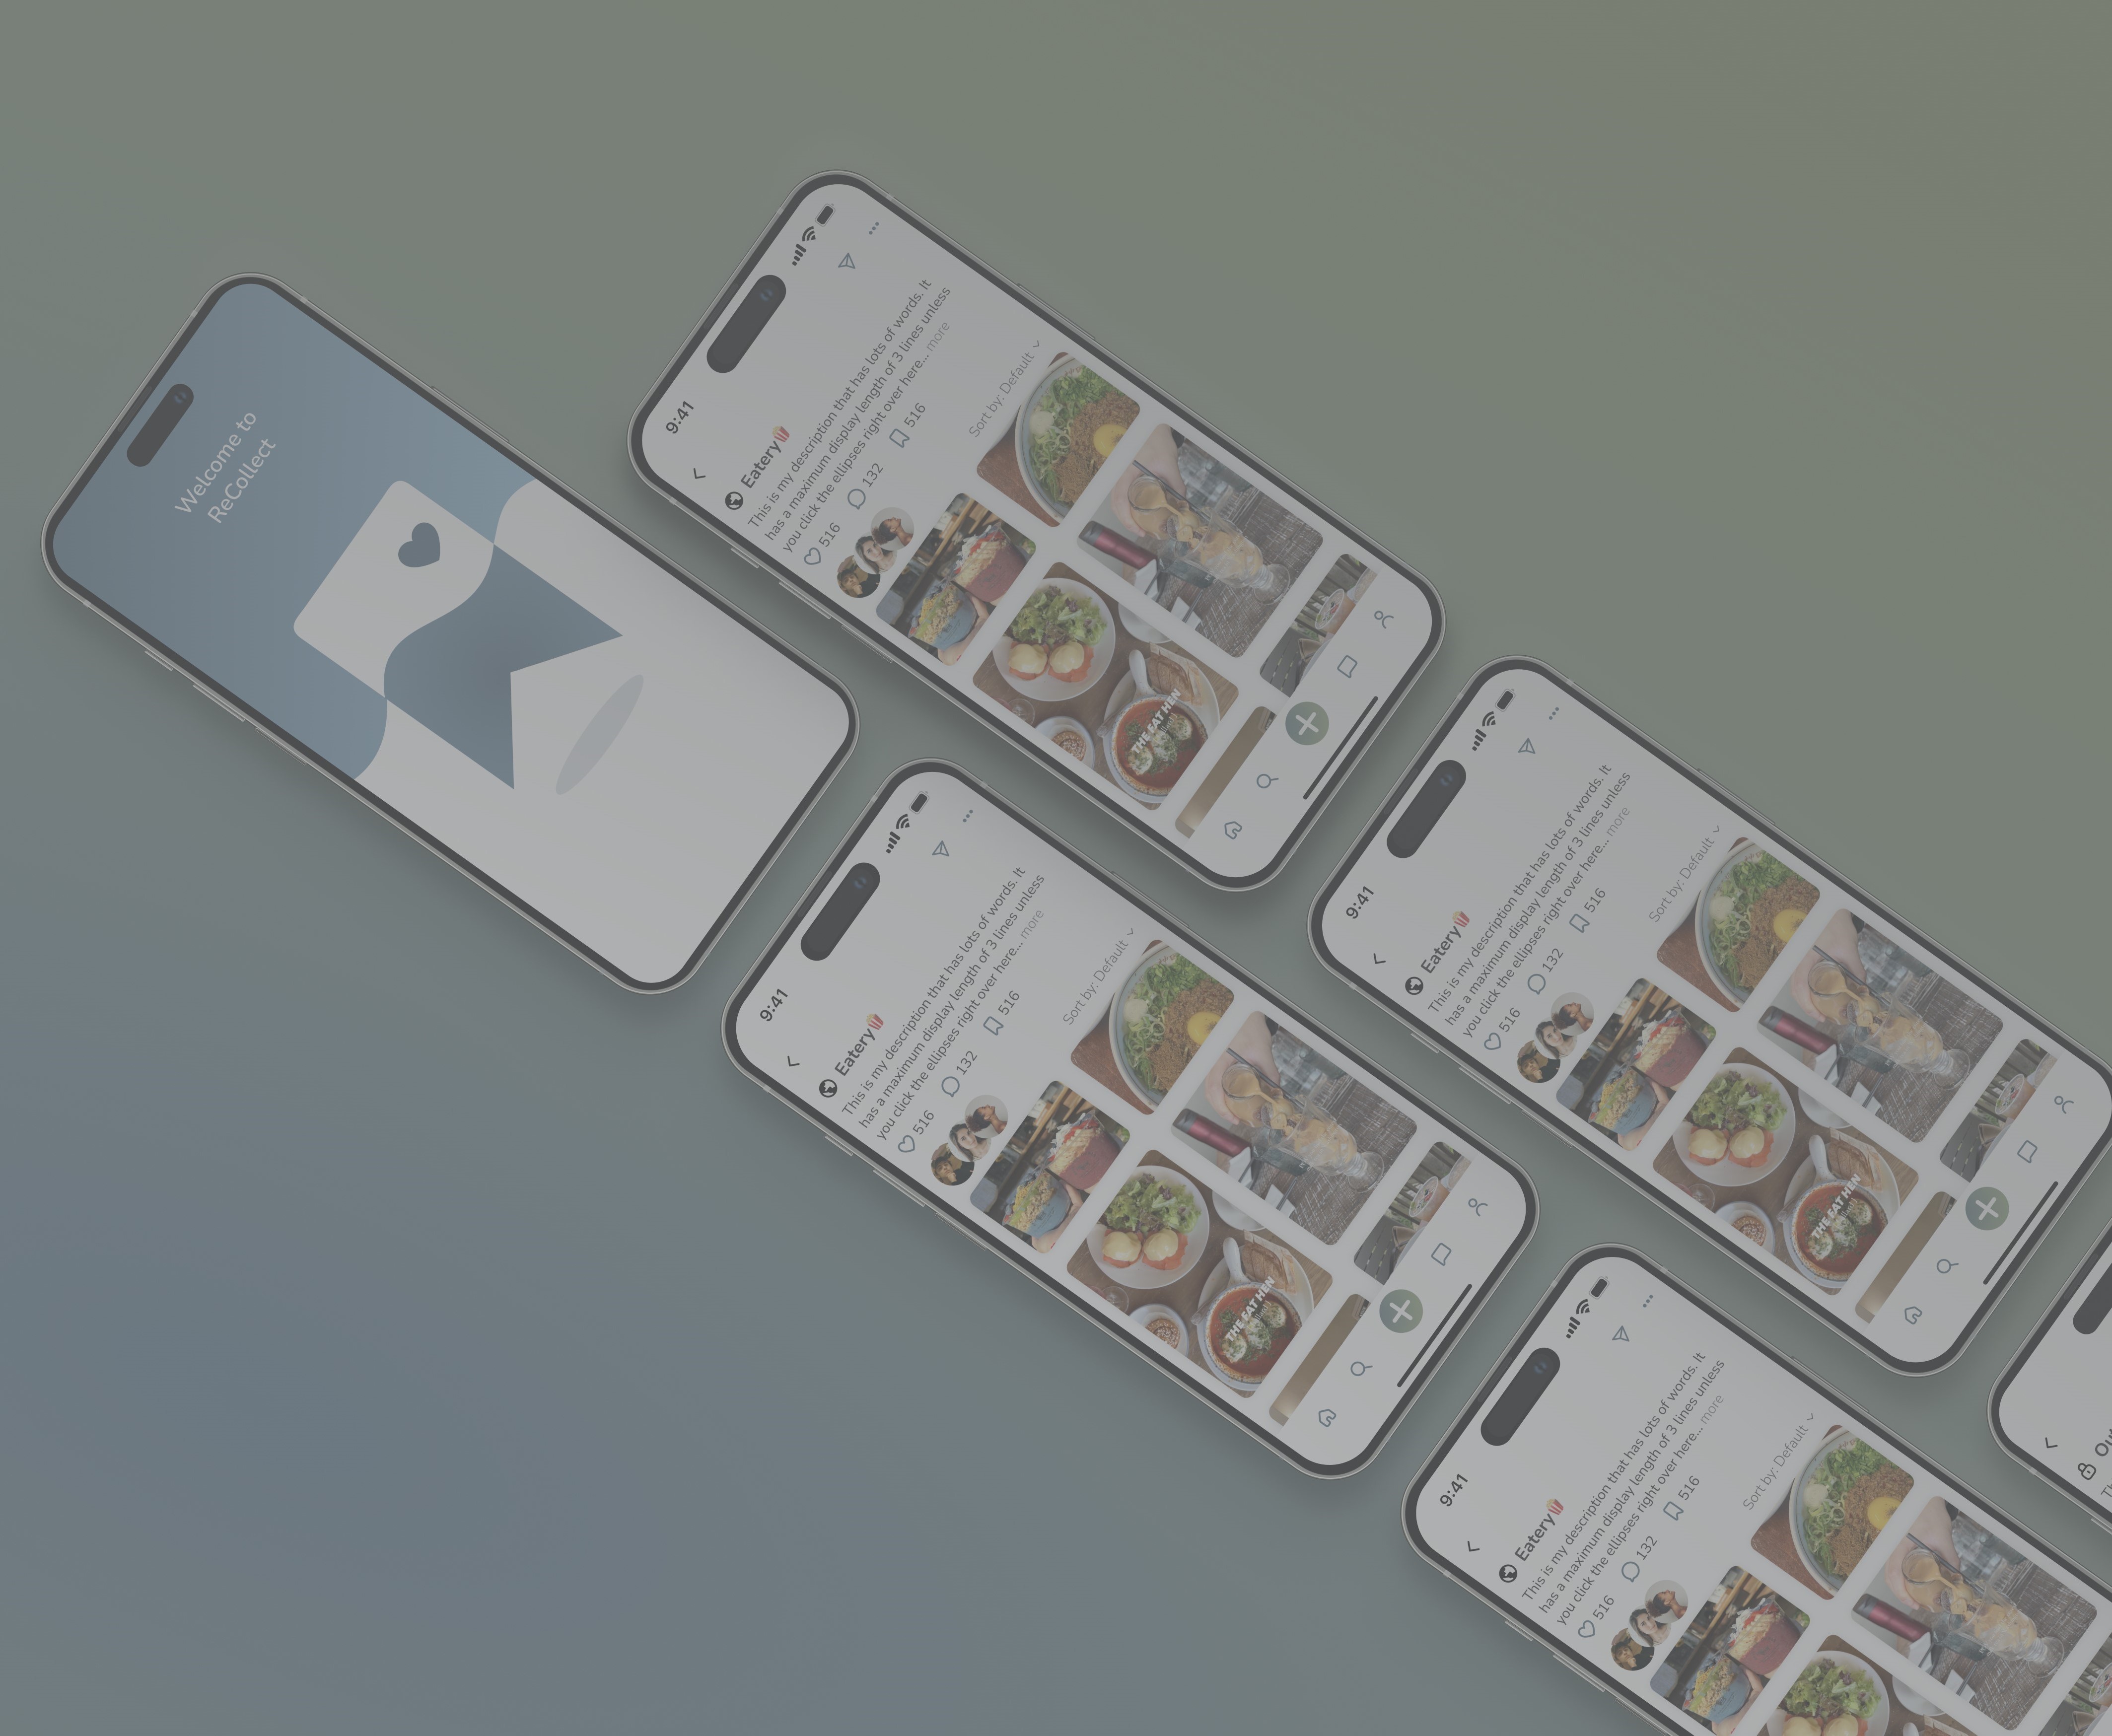 Welcome to
ReCollect
9:41
Eatery
This is my description that has lots of words. It
has a maximum display length of 3 lines unless
you click the ellipses right over here... more
516 132 516
Sort by: Default
THE FAT HEN
9:41
Eatery
This is my description that has lots of words. It
has a maximum display length of 3 lines unless
you click the ellipses right over here... more
516 132 516
Sort by: Default
THE FAT HEN
9:41
Eatery
This is my description that has lots of words. It
has a maximum display length of 3 lines unless
you click the ellipses right over here... more
516 132 516
Sort by: Default
THE FAT HEN
9:41
Eatery
This is my description that has lots of words. It
has a maximum display length of 3 lines unless
you click the ellipses right over here... more
516 132 516
Sort by: Default